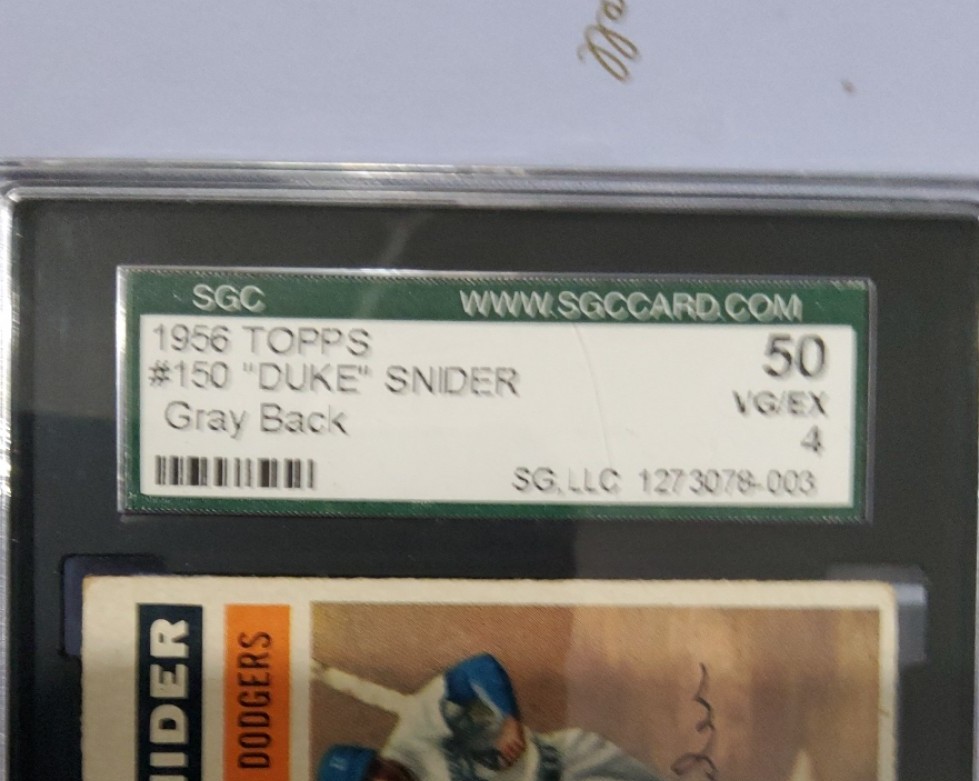 SGC WWW.SGCCARD.COM
1956 TOPPS 50
#150 "DUKE" SNIDER VG/EX
Gray Back 4
SG, LLC 1273078-003
NIDER
DODGERS